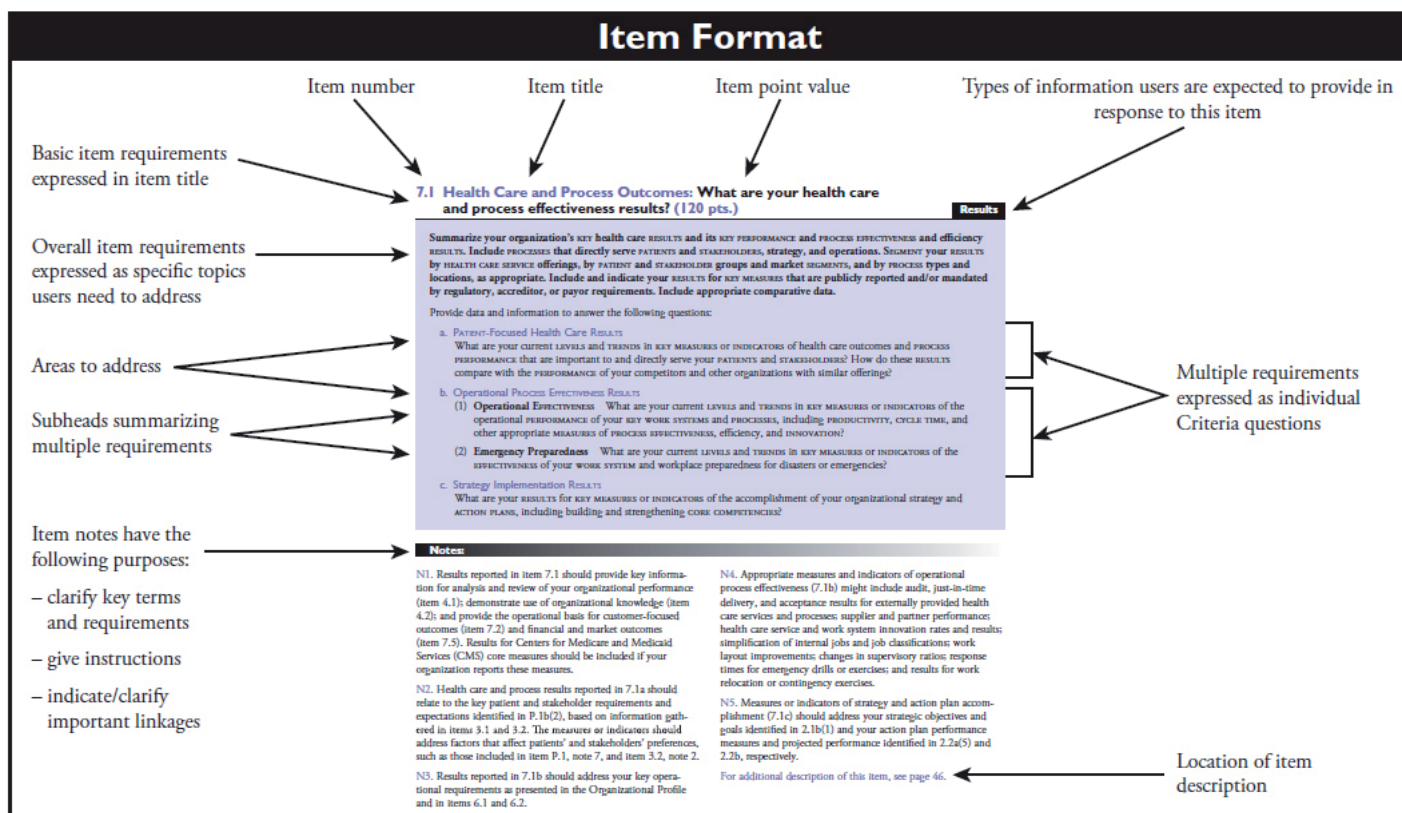 Item Format
Item number
Item title
Item point value
Types of information users are expected to provide in
response to this item
Basic item requirements
expressed in item title
Overall item requirements
expressed as specific topics
users need to address
Areas to address
Subheads summarizing
multiple requirements
Item notes have the
following purposes:
– clarify key terms
and requirements
– give instructions
– indicate/clarify
important linkages
7.1 Health Care and Process Outcomes: What are your health care
and process effectiveness results? (120 pts.)
Results
Summarize your organization's KEY health care RESULTS and its KEY PERFORMANCE and PROCESS EFFECTIVENESS and efficiency
RESULTS. Include PROCESSES that directly serve PATIENTS and STAKEHOLDERS, strategy, and operations. SEGMENT your RESULTS
by HEALTH CARE SERVICE offerings, by PATIENT and STAKEHOLDER groups and market SEGMENTS, and by PROCESS types and
locations, as appropriate. Include and indicate your RESULTS for KEY MEASURES that are publicly reported and/or mandated
by regulatory, accreditor, or payor requirements. Include appropriate comparative data.
Provide data and information to answer the following questions:
a. PATIENT-Focused Health Care RESULTS
What are your current LEVELS and TRENDS in KEY MEASURES or INDICATORS of health care outcomes and PROCESS
PERFORMANCE that are important to and directly serve your PATIENTS and STAKEHOLDERS? How do these RESULTS
compare with the PERFORMANCE of your competitors and other organizations with similar offerings?
b. Operational PROCESS EFFECTIVENESS RESULTS
(1) Operational EFFECTIVENESS What are your current LEVELS and TRENDS in KEY MEASURES or INDICATORS of the
operational PERFORMANCE of your KEY WORK SYSTEMS and PROCESSES, including PRODUCTIVITY, CYCLE TIME, and
other appropriate MEASURES of PROCESS EFFECTIVENESS, efficiency, and INNOVATION?
(2) Emergency Preparedness What are your current LEVELS and TRENDS in KEY MEASURES or INDICATORS of the
EFFECTIVENESS of your WORK SYSTEM and workplace preparedness for disasters or emergencies?
c. Strategy Implementation RESULTS
What are your RESULTS for KEY MEASURES or INDICATORS of the accomplishment of your organizational strategy and
ACTION PLANS, including building and strengthening CORE COMPETENCIES?
Multiple requirements
expressed as individual
Criteria questions
Notes:
N1. Results reported in item 7.1 should provide key informa-
tion for analysis and review of your organizational performance
(item 4.1); demonstrate use of organizational knowledge (item
4.2); and provide the operational basis for customer-focused
outcomes (item 7.2) and financial and market outcomes
(item 7.5). Results for Centers for Medicare and Medicaid
Services (CMS) core measures should be included if your
organization reports these measures.
N2. Health care and process results reported in 7.1a should
relate to the key patient and stakeholder requirements and
expectations identified in P.1b(2), based on information gath-
ered in items 3.1 and 3.2. The measures or indicators should
address factors that affect patients' and stakeholders' preferences,
such as those included in item P.1, note 7, and item 3.2, note 2.
N3. Results reported in 7.1b should address your key opera-
tional requirements as presented in the Organizational Profile
and in items 6.1 and 6.2.
N4. Appropriate measures and indicators of operational
process effectiveness (7.1b) might include audit, just-in-time
delivery, and acceptance results for externally provided health
care services and processes; supplier and partner performance;
health care service and work system innovation rates and results;
simplification of internal jobs and job classifications; work
layout improvements; changes in supervisory ratios; response
times for emergency drills or exercises; and results for work
relocation or contingency exercises.
N5. Measures or indicators of strategy and action plan accom-
plishment (7.1c) should address your strategic objectives and
goals identified in 2.1b(1) and your action plan performance
measures and projected performance identified in 2.2a(5) and
2.2b, respectively.
For additional description of this item, see page 46.
Location of item
description